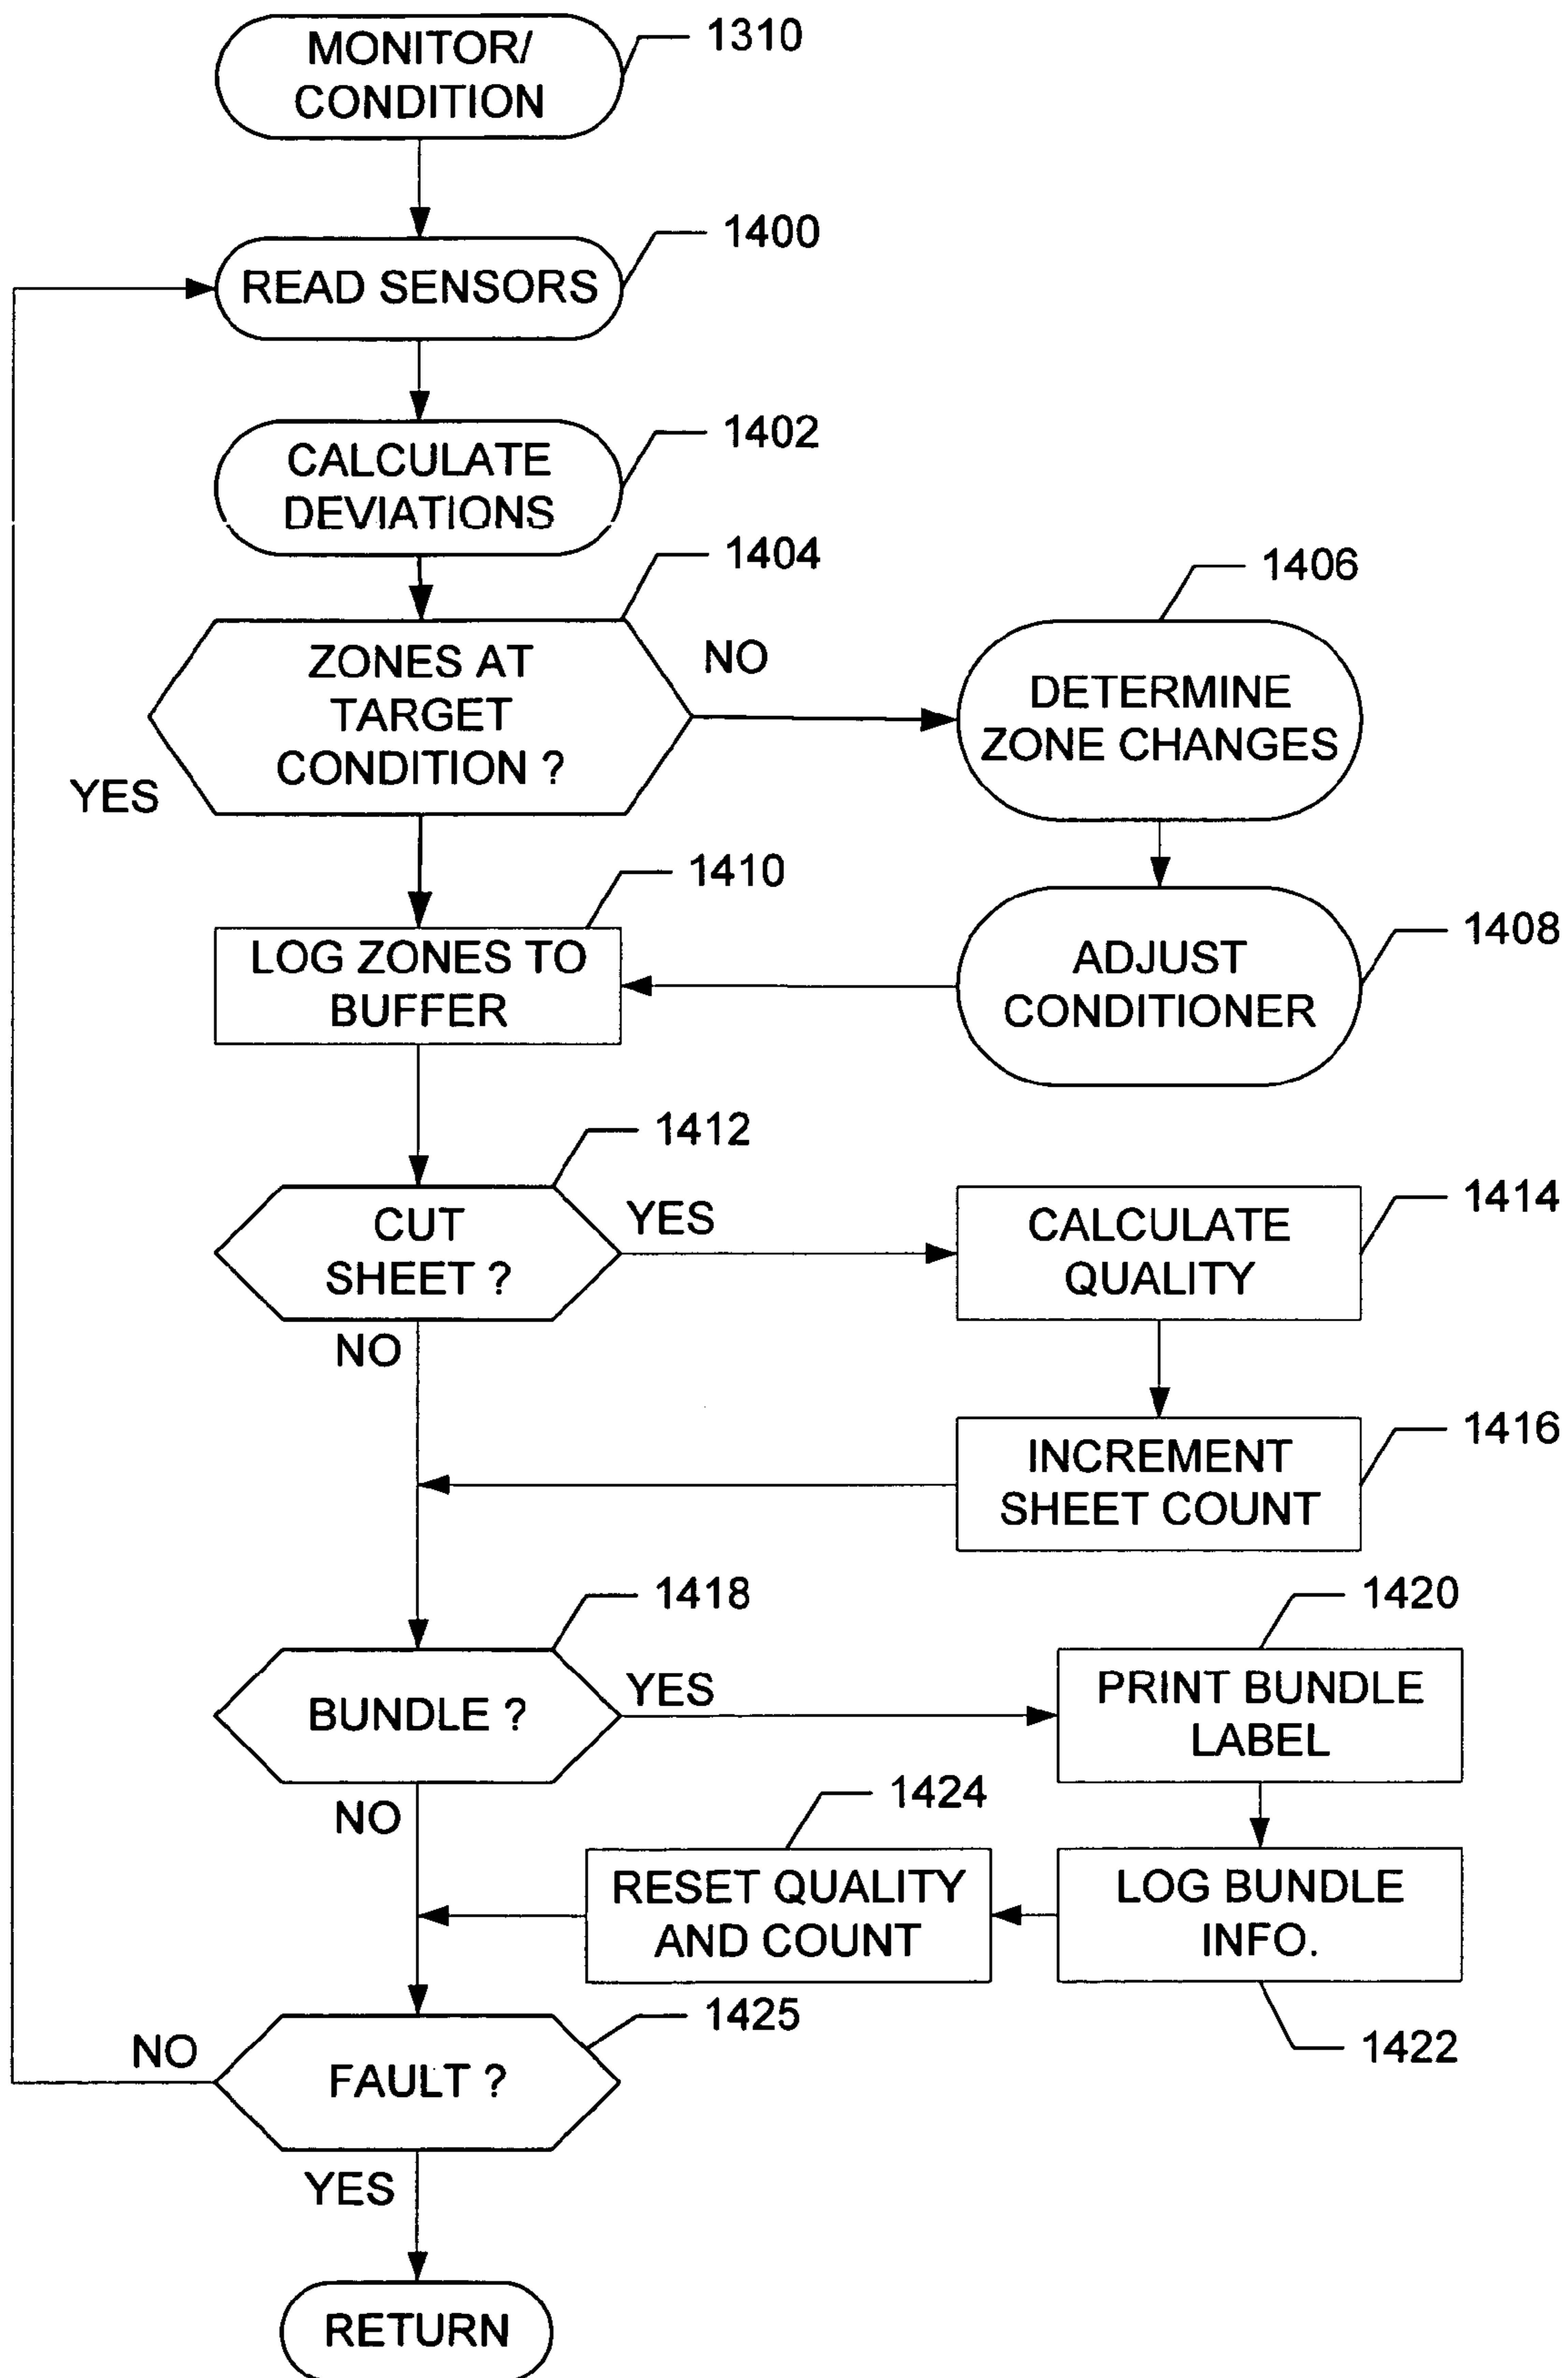 MONITOR/
CONDITION
1310
READ SENSORS
1400
CALCULATE
DEVIATIONS
1402
ZONES AT
TARGET
CONDITION ?
1404
NO
YES
DETERMINE
ZONE CHANGES
1406
ADJUST
CONDITIONER
1408
LOG ZONES TO
BUFFER
1410
CUT
SHEET ?
1412
YES
NO
CALCULATE
QUALITY
1414
INCREMENT
SHEET COUNT
1416
BUNDLE ?
1418
YES
NO
PRINT BUNDLE
LABEL
1420
LOG BUNDLE
INFO.
1422
RESET QUALITY
AND COUNT
1424
FAULT ?
1425
NO
YES
RETURN